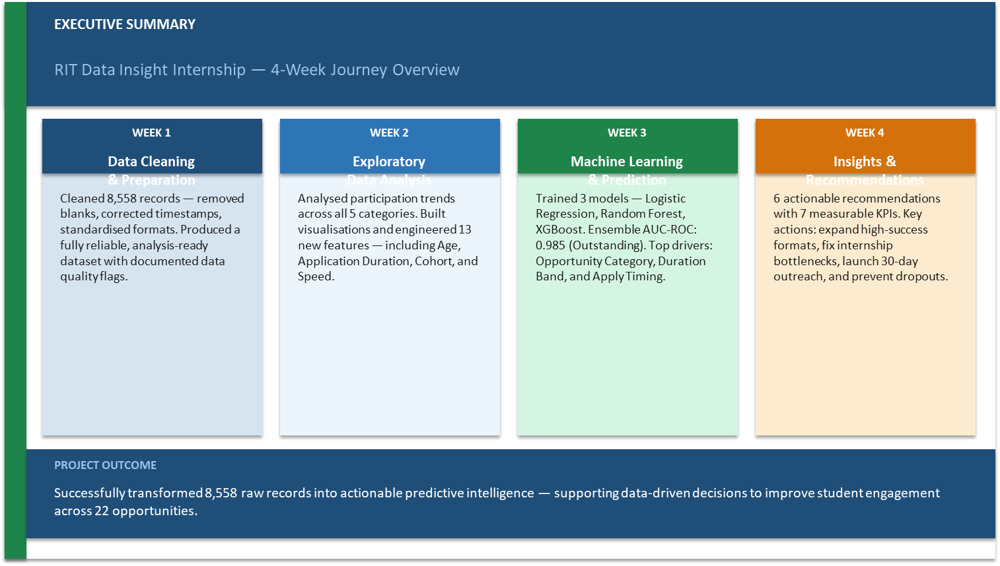 EXECUTIVE SUMMARY
RIT Data Insight Internship — 4-Week Journey Overview
WEEK 1
Data Cleaning
& Preparation
Cleaned 8,558 records — removed
blanks, corrected timestamps,
standardised formats. Produced a
fully reliable, analysis-ready
dataset with documented data
quality flags.
WEEK 2
Exploratory
Data Analysis
Analysed participation trends
across all 5 categories. Built
visualisations and engineered 13
new features — including Age,
Application Duration, Cohort, and
Speed.
WEEK 3
Machine Learning
& Prediction
Trained 3 models — Logistic
Regression, Random Forest,
XGBoost. Ensemble AUC-ROC:
0.985 (Outstanding). Top drivers:
Opportunity Category, Duration
Band, and Apply Timing.
WEEK 4
Insights &
Recommendations
6 actionable recommendations
with 7 measurable KPIs. Key
actions: expand high-success
formats, fix internship
bottlenecks, launch 30-day
outreach, and prevent dropouts.
PROJECT OUTCOME
Successfully transformed 8,558 raw records into actionable predictive intelligence — supporting data-driven decisions to improve student engagement
across 22 opportunities.